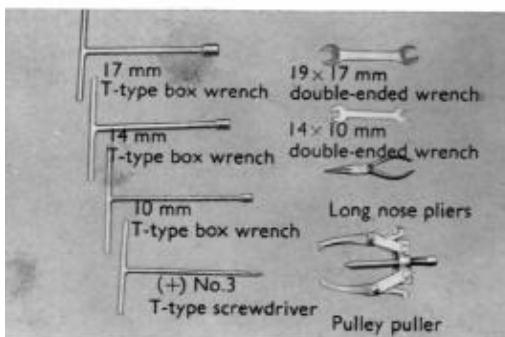 17 mm
T-type box wrench
14 mm
T-type box wrench
10 mm
T-type box wrench
(+) No.3
T-type screwdriver
19 × 17 mm
double-ended wrench
14 × 10 mm
double-ended wrench
Long nose pliers
Pulley puller